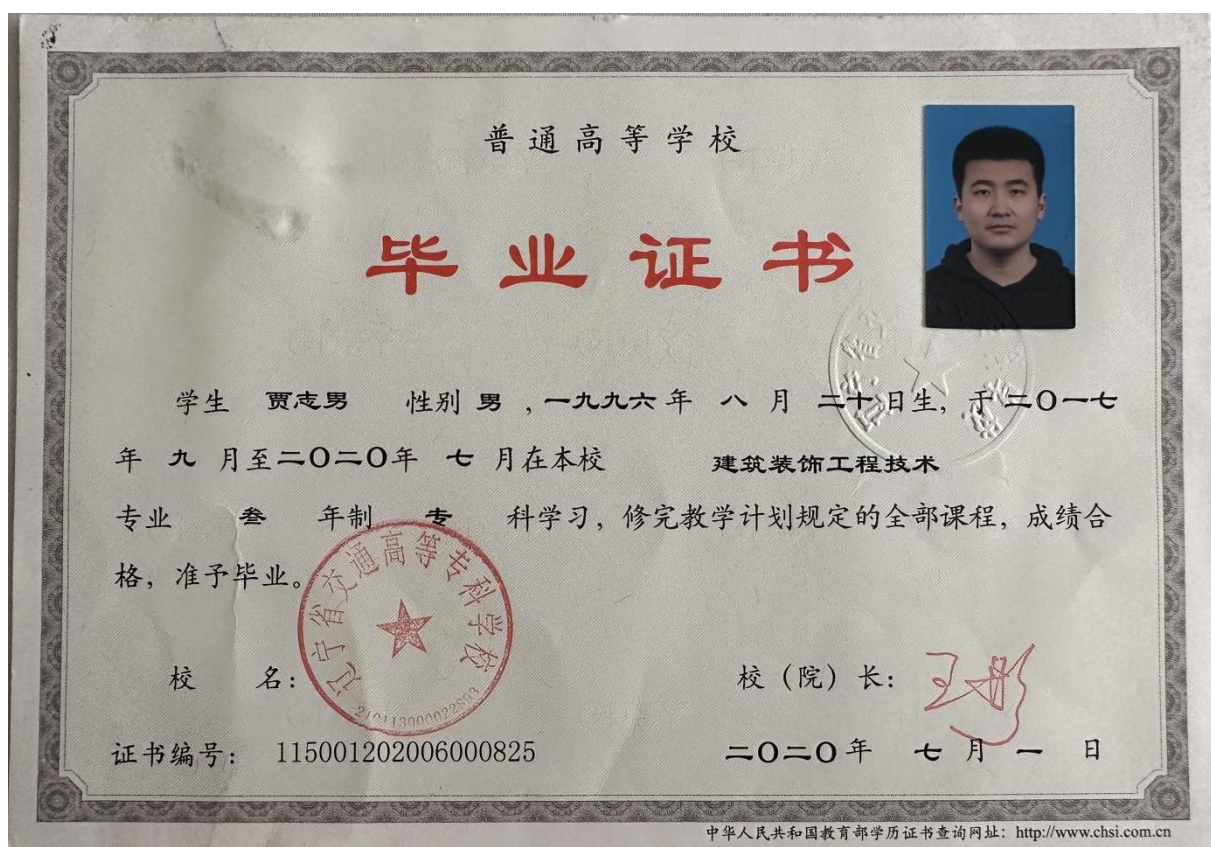 普通高等学校
毕业证书
学生 贾志男 性别 男 ,一九九六年 八 月 二十日生, 于二〇一七
年 九 月至二〇二〇年 七 月在本校 建筑装饰工程技术
专业 叁 年制 专 科学习, 修完教学计划规定的全部课程, 成绩合
格, 准予毕业。
辽宁省交通高等专科学校
校 名:
校（院）长:
证书编号: 115001202006000825
二〇二〇年 七 月 一 日
中华人民共和国教育部学历证书查询网址: http://www.chsi.com.cn